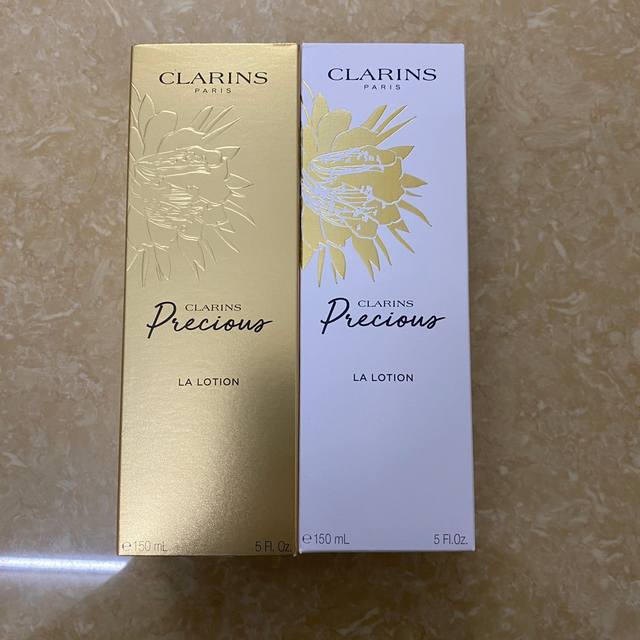 CLARINS
PARIS
CLARINS
Precious
LA LOTION
℮150 mL 5 Fl.Oz.
CLARINS
PARIS
CLARINS
Precious
LA LOTION
℮150 mL 5 Fl.Oz.